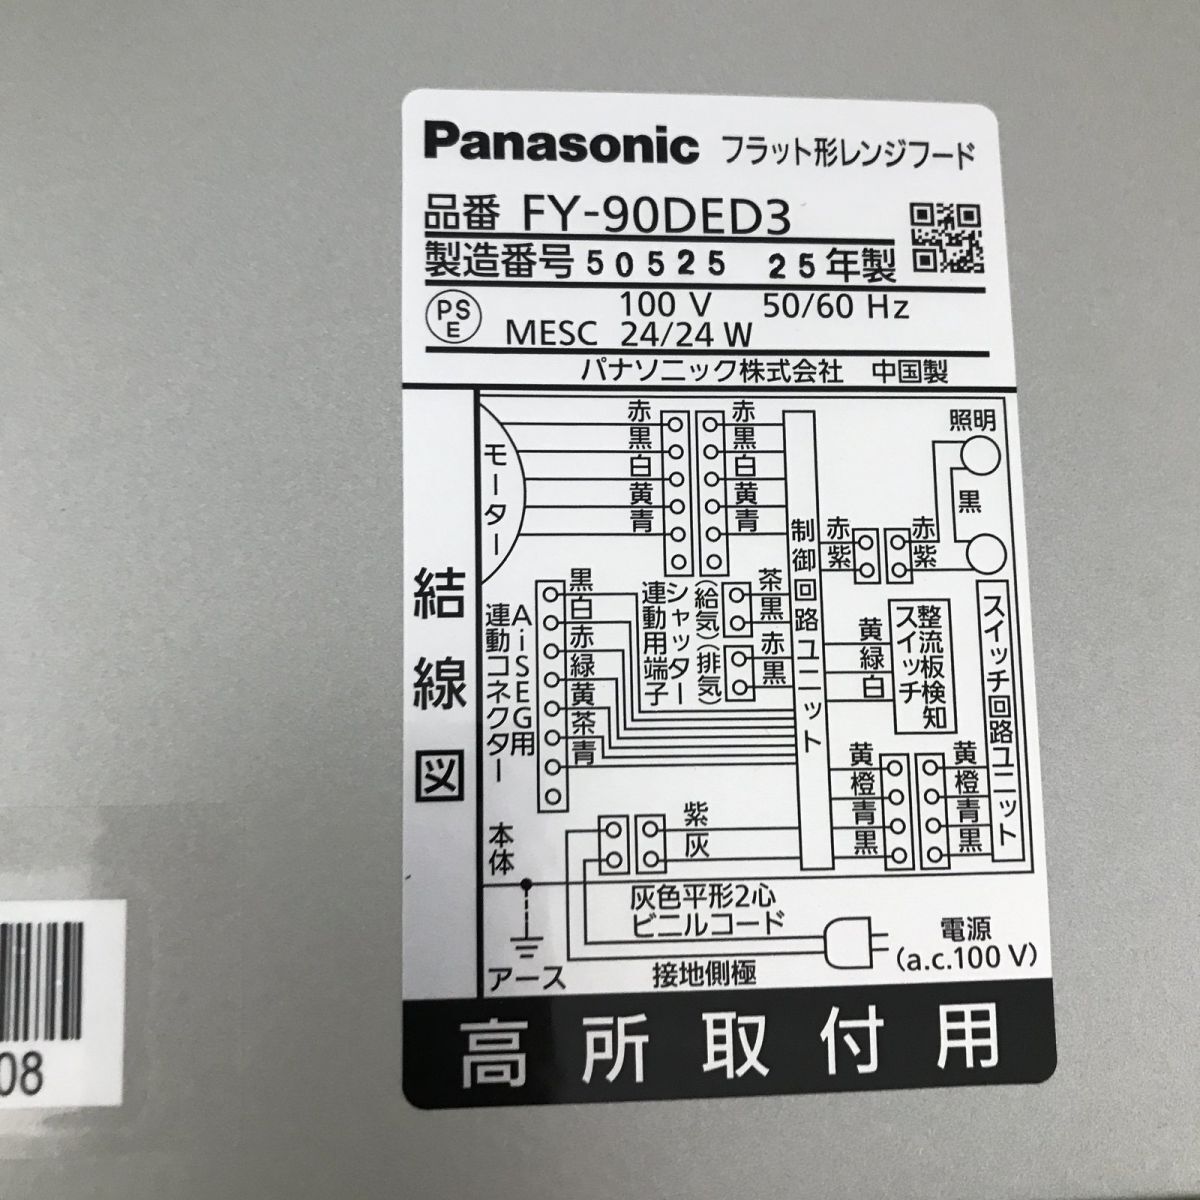 Panasonic フラット形レンジフード
品番 FY-90DED3
製造番号 50525 25年製
PS E
100 V 50/60 Hz
MESC 24/24 W
パナソニック株式会社 中国製
結線図
モーター
赤 赤
黒 黒
白 白
黄 黄
青 青
照明
黒
制御回路ユニット
赤 赤
紫 紫
AiSEG用
連動コネクター
黒
白
赤
緑
黄
茶
青
シャッター
連動用端子
(給気)
(排気)
茶
黒
赤
黒
黄
緑
白
整流板検知
スイッチ
スイッチ回路ユニット
黄 黄
橙 橙
青 青
黒 黒
紫
灰
本体
アース
灰色平形2心
ビニルコード
接地側極
電源
(a.c.100 V)
高所取付用
08